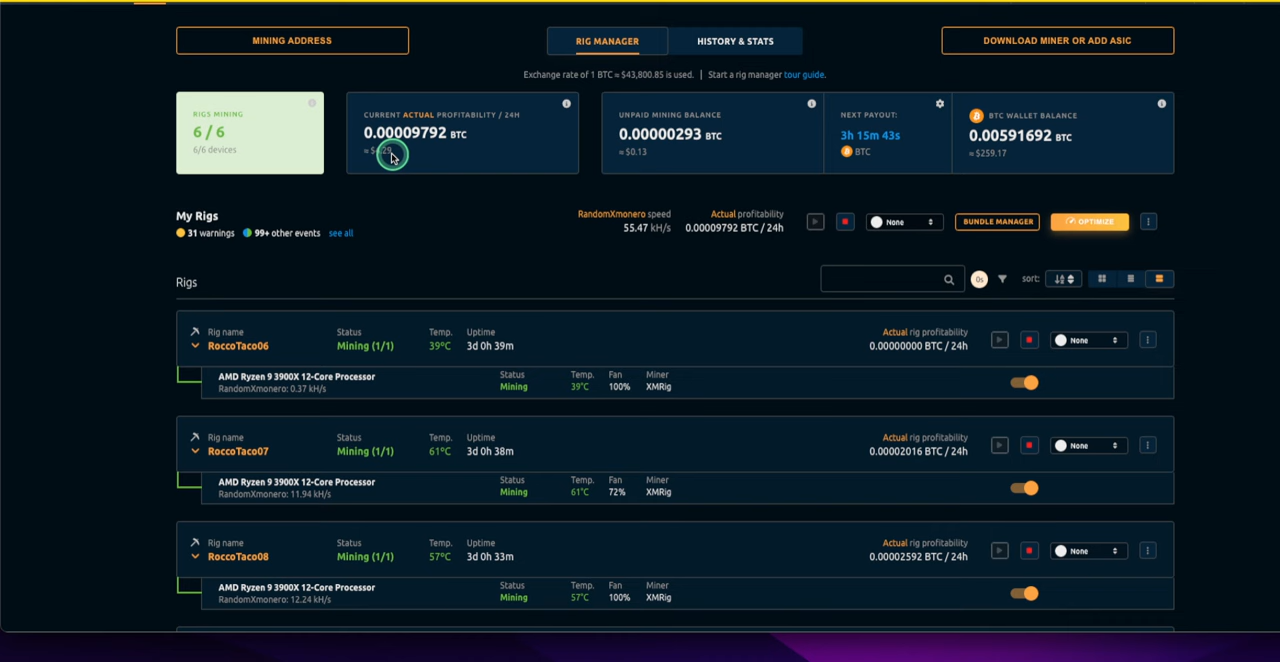 MINING ADDRESS
RIG MANAGER
HISTORY & STATS
DOWNLOAD MINER OR ADD ASIC
Exchange rate of 1 BTC ≈ $43,800.85 is used. | Start a rig manager tour guide.
RIGS MINING
6 / 6
6/6 devices
CURRENT ACTUAL PROFITABILITY / 24H
0.00009792 BTC
UNPAID MINING BALANCE
0.00000293 BTC
≈ $0.13
NEXT PAYOUT:
3h 15m 43s
BTC
BTC WALLET BALANCE
0.00591692 BTC
≈ $259.17
My Rigs
31 warnings 99+ other events see all
RandomXmonero speed
55.47 kH/s
Actual profitability
0.00009792 BTC / 24h
None
BUNDLE MANAGER
OPTIMIZE
Rigs
0s
sort:
Rig name Status Temp. Uptime Actual rig profitability
RoccoTaco06 Mining (1/1) 39°C 3d 0h 39m 0.00000000 BTC / 24h None
AMD Ryzen 9 3900X 12-Core Processor Status Temp. Fan Miner
RandomXmonero: 0.37 kH/s Mining 39°C 100% XMRig
Rig name Status Temp. Uptime Actual rig profitability
RoccoTaco07 Mining (1/1) 61°C 3d 0h 38m 0.00002016 BTC / 24h None
AMD Ryzen 9 3900X 12-Core Processor Status Temp. Fan Miner
RandomXmonero: 11.94 kH/s Mining 61°C 72% XMRig
Rig name Status Temp. Uptime Actual rig profitability
RoccoTaco08 Mining (1/1) 57°C 3d 0h 33m 0.00002592 BTC / 24h None
AMD Ryzen 9 3900X 12-Core Processor Status Temp. Fan Miner
RandomXmonero: 12.24 kH/s Mining 57°C 100% XMRig